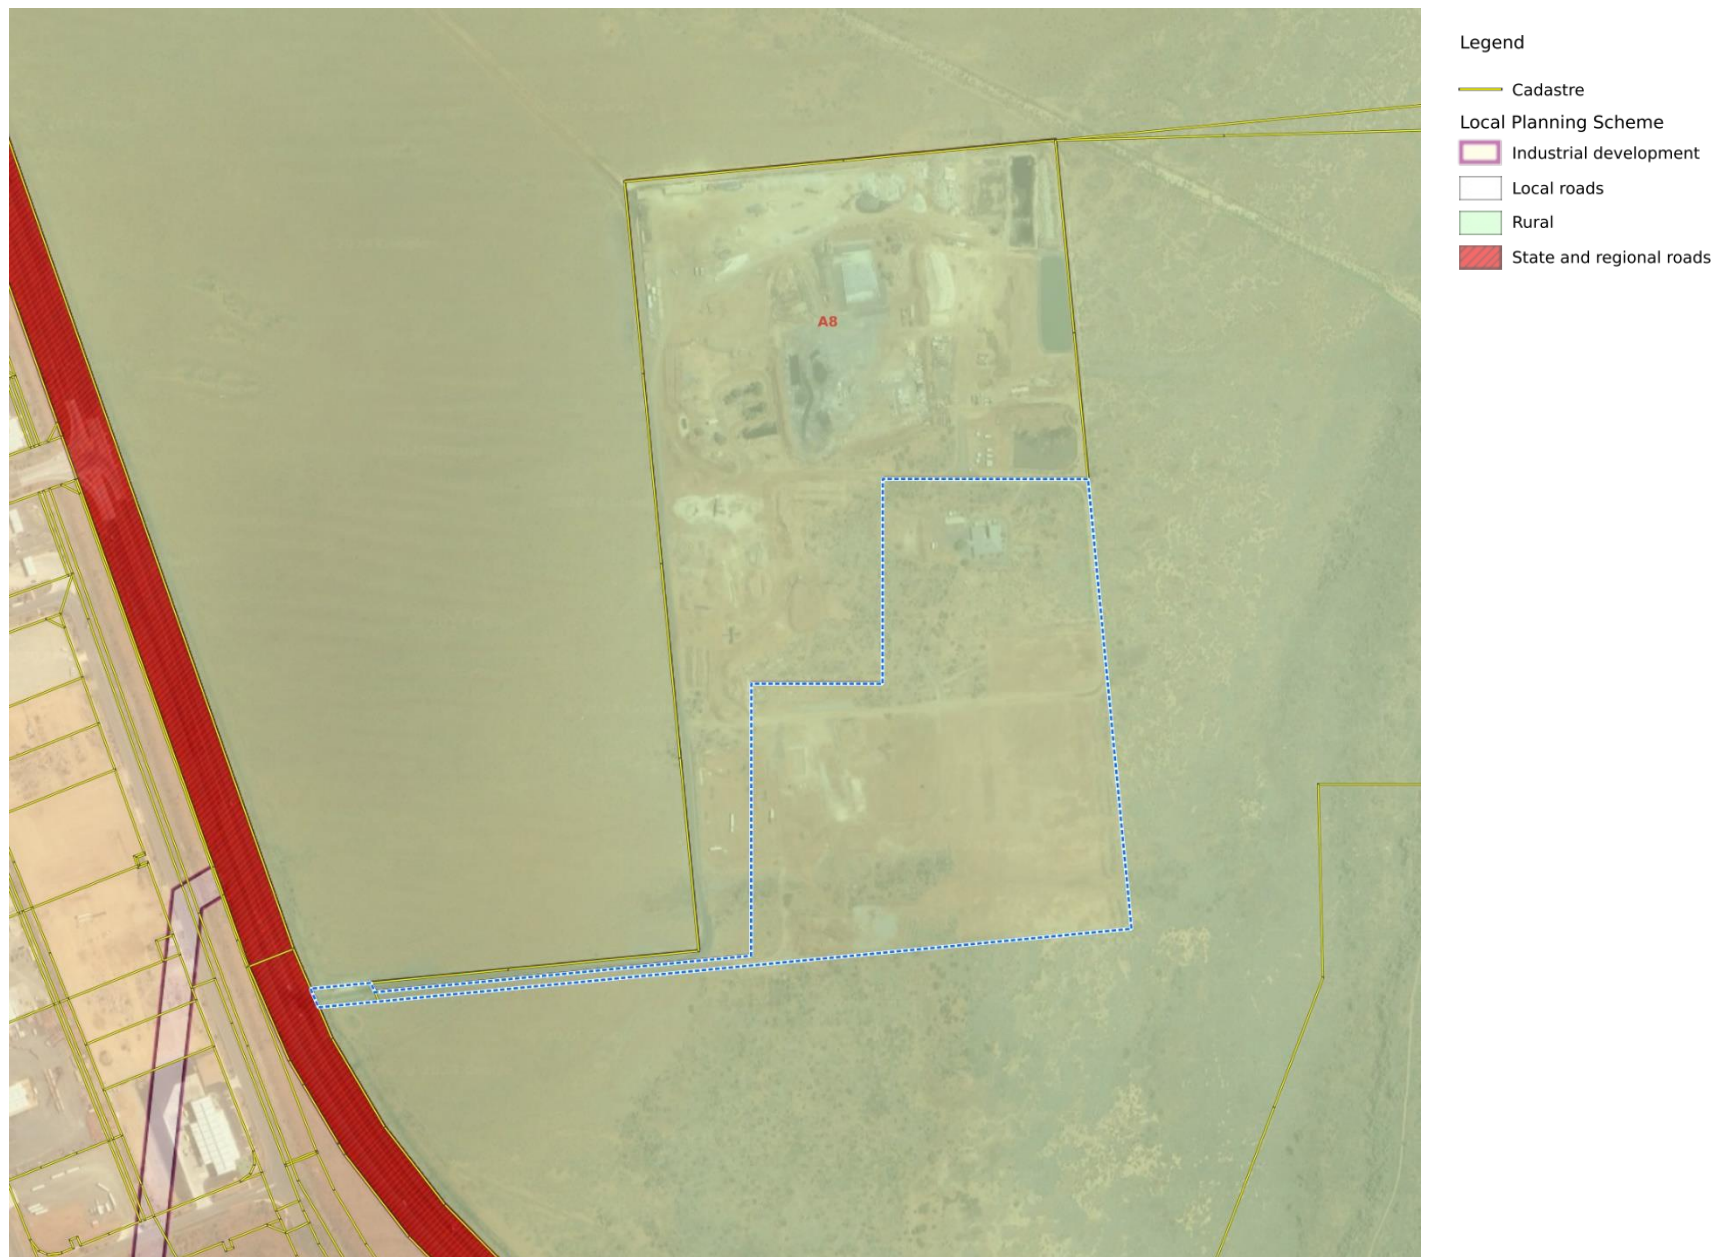 Legend
Cadastre
Local Planning Scheme
Industrial development
Local roads
Rural
State and regional roads
A8